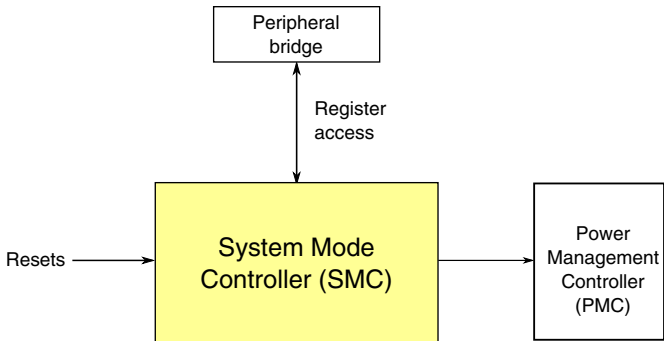 Peripheral
bridge
Register
access
Resets
System Mode
Controller (SMC)
Power
Management
Controller
(PMC)